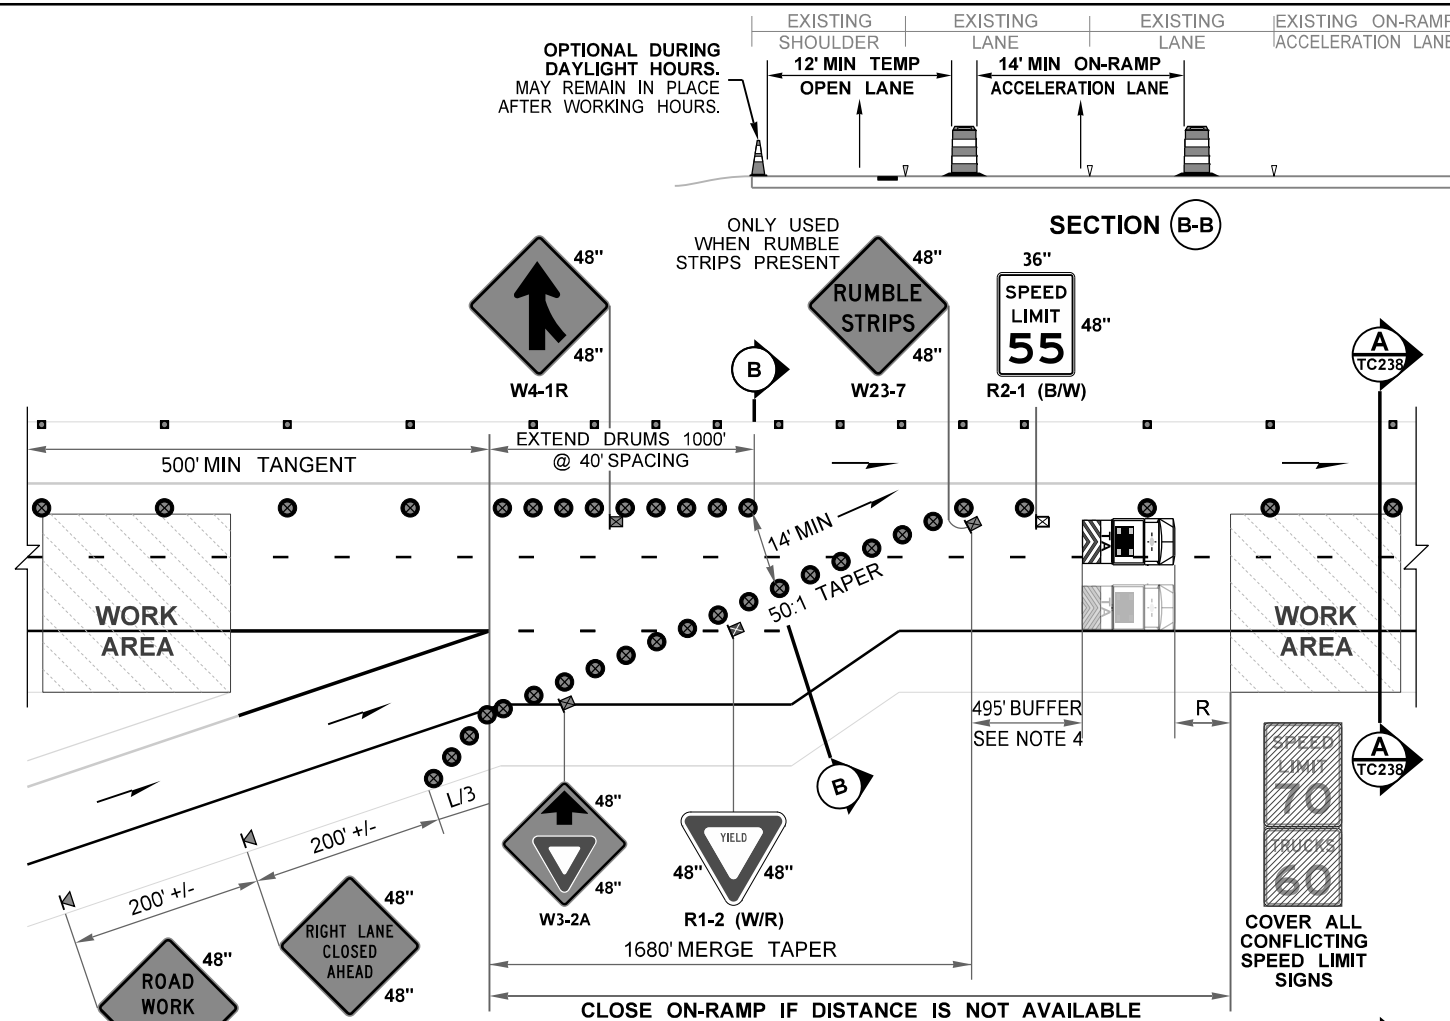 EXISTING SHOULDER
EXISTING LANE
EXISTING LANE
EXISTING ON-RAMP
ACCELERATION LANE
OPTIONAL DURING
DAYLIGHT HOURS.
MAY REMAIN IN PLACE
AFTER WORKING HOURS.
12' MIN TEMP
OPEN LANE
14' MIN ON-RAMP
ACCELERATION LANE
SECTION B-B
ONLY USED
WHEN RUMBLE
STRIPS PRESENT
48"
48"
W4-1R
B
RUMBLE
STRIPS
48"
48"
W23-7
36"
SPEED
LIMIT
55
48"
R2-1 (B/W)
A
TC238
500' MIN TANGENT
EXTEND DRUMS 1000'
@ 40' SPACING
14' MIN
50:1 TAPER
WORK
AREA
WORK
AREA
495' BUFFER
SEE NOTE 4
R
A
TC238
B
L/3
200' +/-
200' +/-
48"
48"
W3-2A
YIELD
48"
48"
R1-2 (W/R)
SPEED
LIMIT
70
TRUCKS
60
COVER ALL
CONFLICTING
SPEED LIMIT
SIGNS
RIGHT LANE
CLOSED
AHEAD
48"
48"
ROAD
WORK
48"
1680' MERGE TAPER
CLOSE ON-RAMP IF DISTANCE IS NOT AVAILABLE